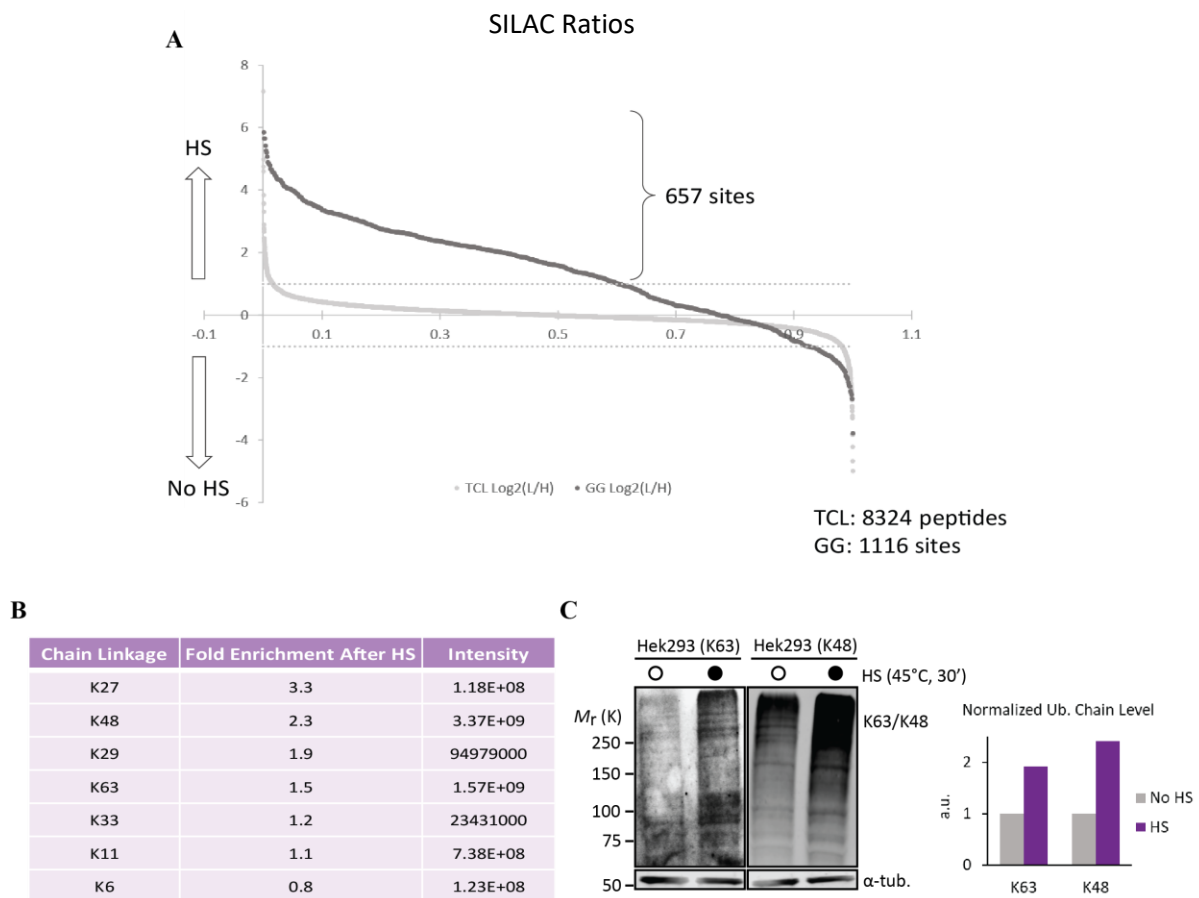 SILAC Ratios
A
8
6
4
2
0
-2
-4
-6
HS
No HS
-0.1
0.1
0.3
0.5
0.7
0.9
1.1
657 sites
TCL Log2(L/H) GG Log2(L/H)
TCL: 8324 peptides
GG: 1116 sites
B
Chain Linkage Fold Enrichment After HS Intensity
K27 3.3 1.18E+08
K48 2.3 3.37E+09
K29 1.9 94979000
K63 1.5 1.57E+09
K33 1.2 23431000
K11 1.1 7.38E+08
K6 0.8 1.23E+08
C
Hek293 (K63) Hek293 (K48)
HS (45°C, 30')
Mr (K)
K63/K48
250
150
100
75
50
α-tub.
Normalized Ub. Chain Level
a.u.
2
1
0
K63 K48
No HS
HS